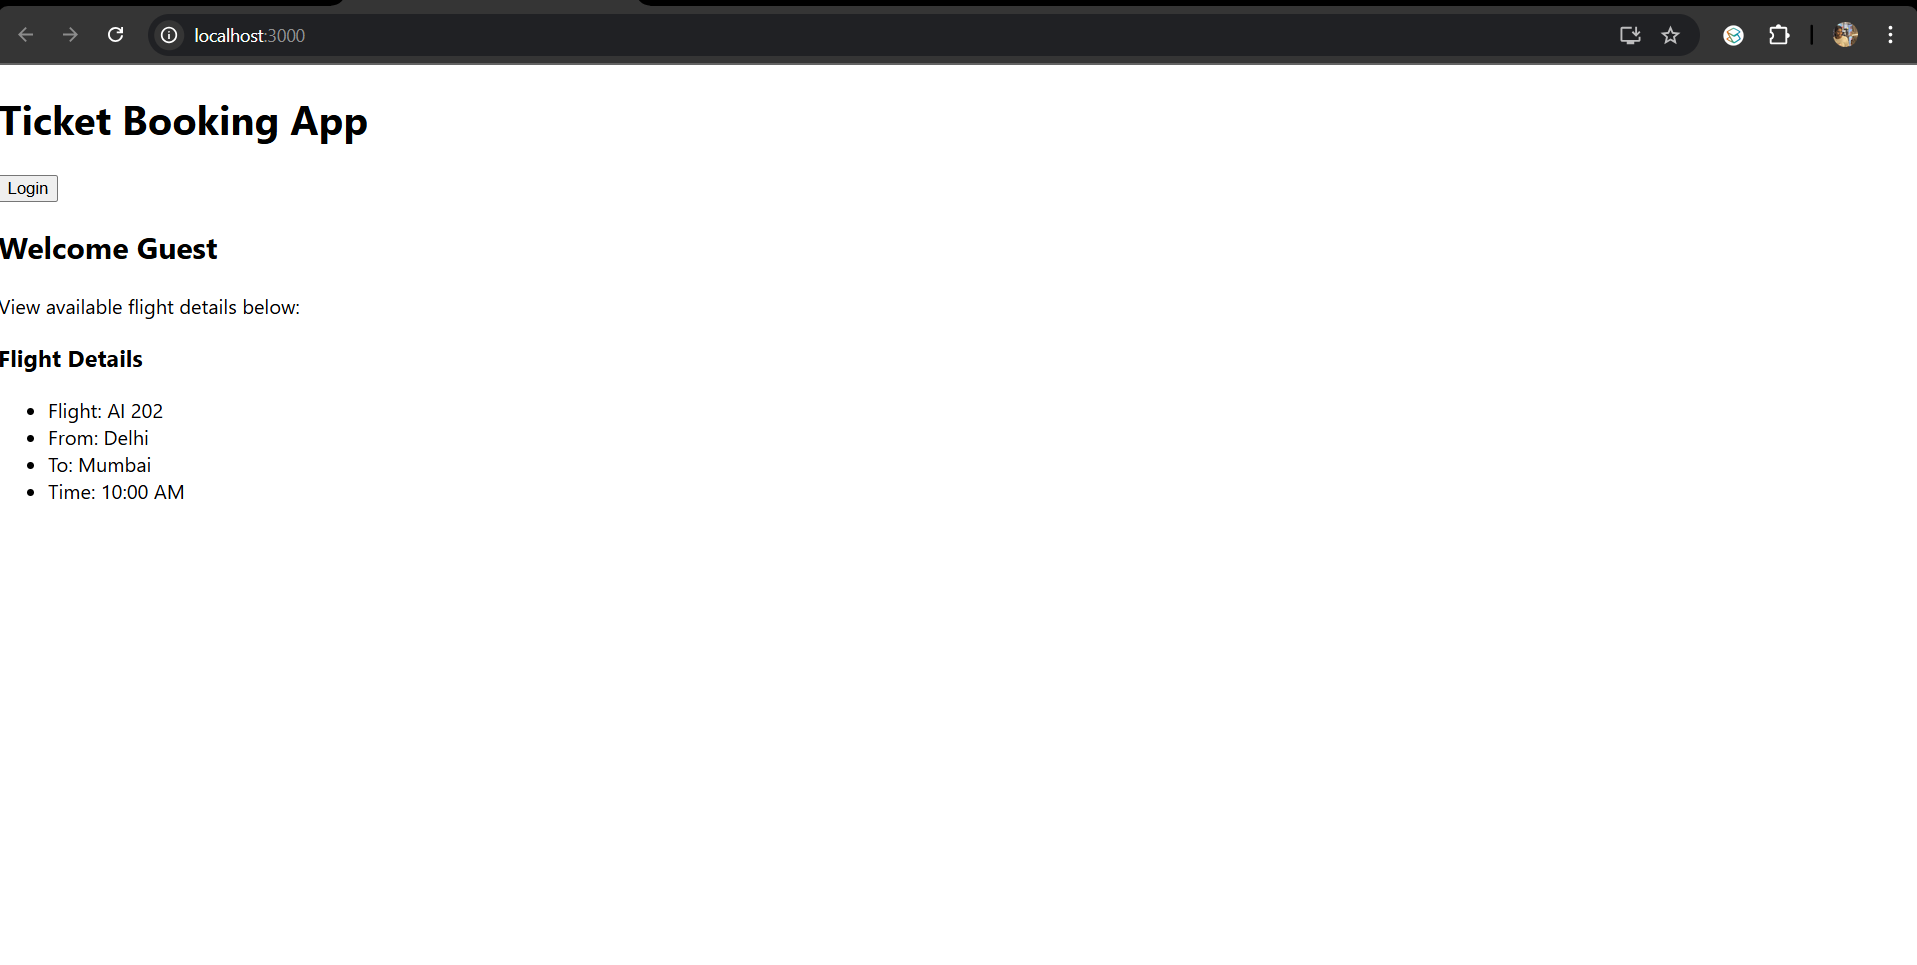 localhost:3000
Ticket Booking App
Login
Welcome Guest
View available flight details below:
Flight Details
• Flight: AI 202
• From: Delhi
• To: Mumbai
• Time: 10:00 AM